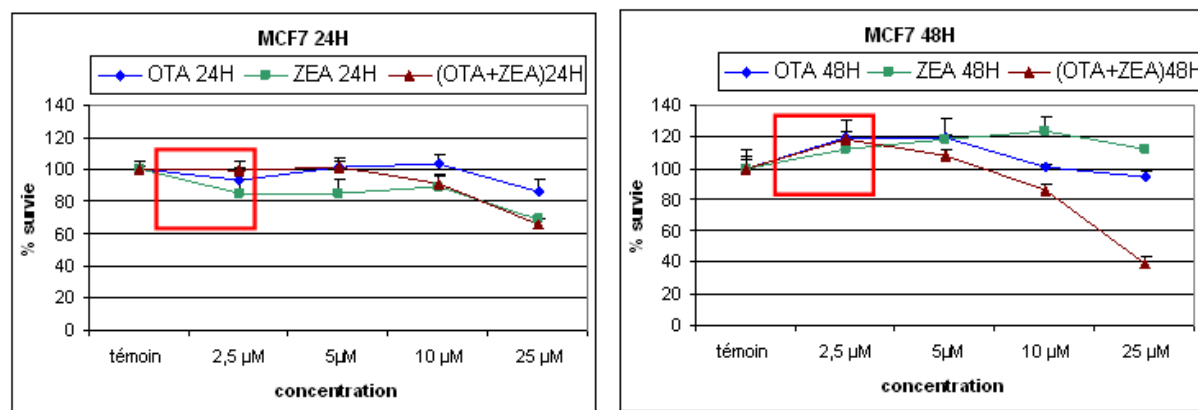 MCF7 24H
OTA 24H ZEA 24H (OTA+ZEA)24H
140
120
100
80
60
40
20
0
% survie
témoin 2,5 µM 5µM 10 µM 25 µM
concentration
MCF7 48H
OTA 48H ZEA 48H (OTA+ZEA)48H
140
120
100
80
60
40
20
0
% survie
témoin 2,5 µM 5µM 10 µM 25 µM
concentration